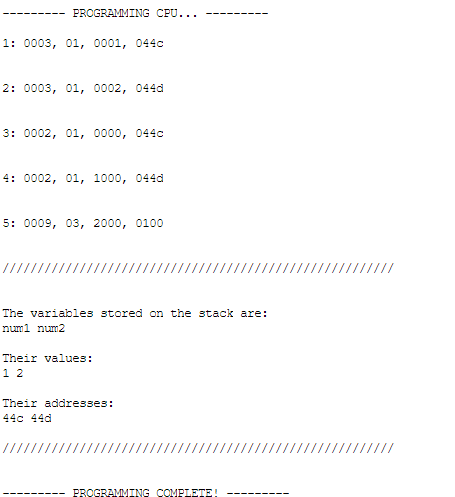 --------- PROGRAMMING CPU... ---------
1: 0003, 01, 0001, 044c
2: 0003, 01, 0002, 044d
3: 0002, 01, 0000, 044c
4: 0002, 01, 1000, 044d
5: 0009, 03, 2000, 0100
////////////////////////////////////////////////////////
The variables stored on the stack are:
num1 num2
Their values:
1 2
Their addresses:
44c 44d
////////////////////////////////////////////////////////
--------- PROGRAMMING COMPLETE! ---------